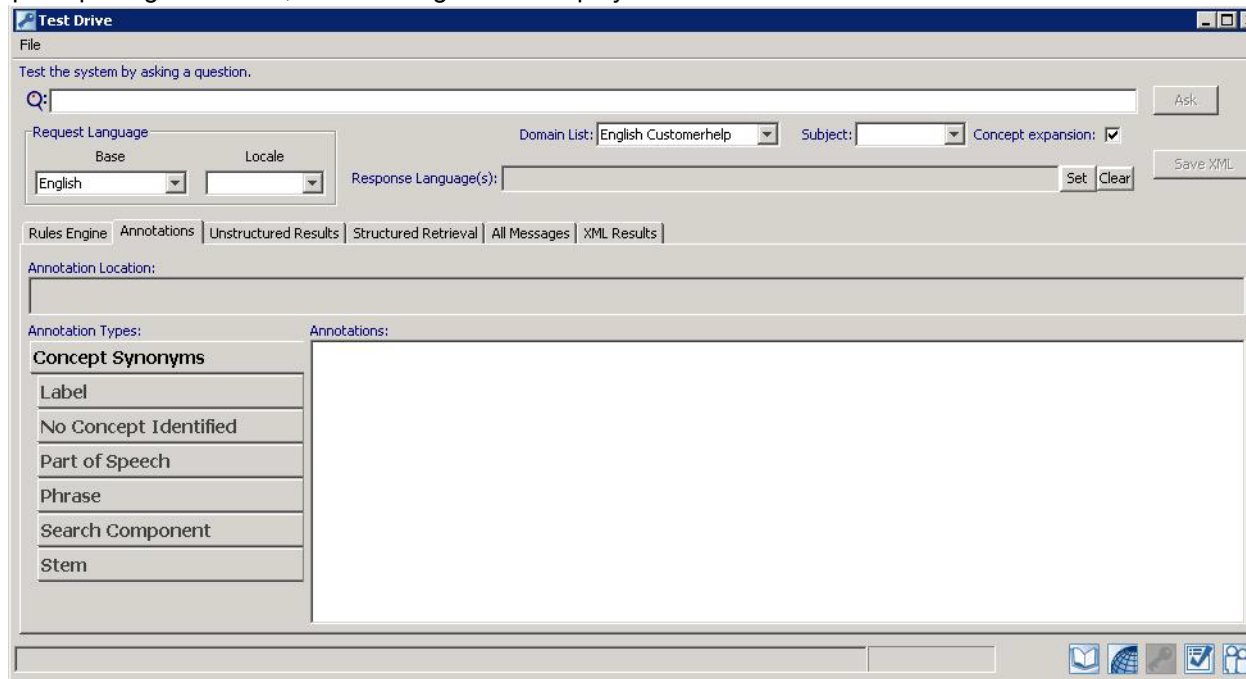 Test Drive
File
Test the system by asking a question.
Q:
Ask
Request Language
Domain List: English Customerhelp Subject: Concept expansion:
Base Locale
Save XML
English
Response Language(s): Set Clear
Rules Engine Annotations Unstructured Results Structured Retrieval All Messages XML Results
Annotation Location:
Annotation Types: Annotations:
Concept Synonyms
Label
No Concept Identified
Part of Speech
Phrase
Search Component
Stem